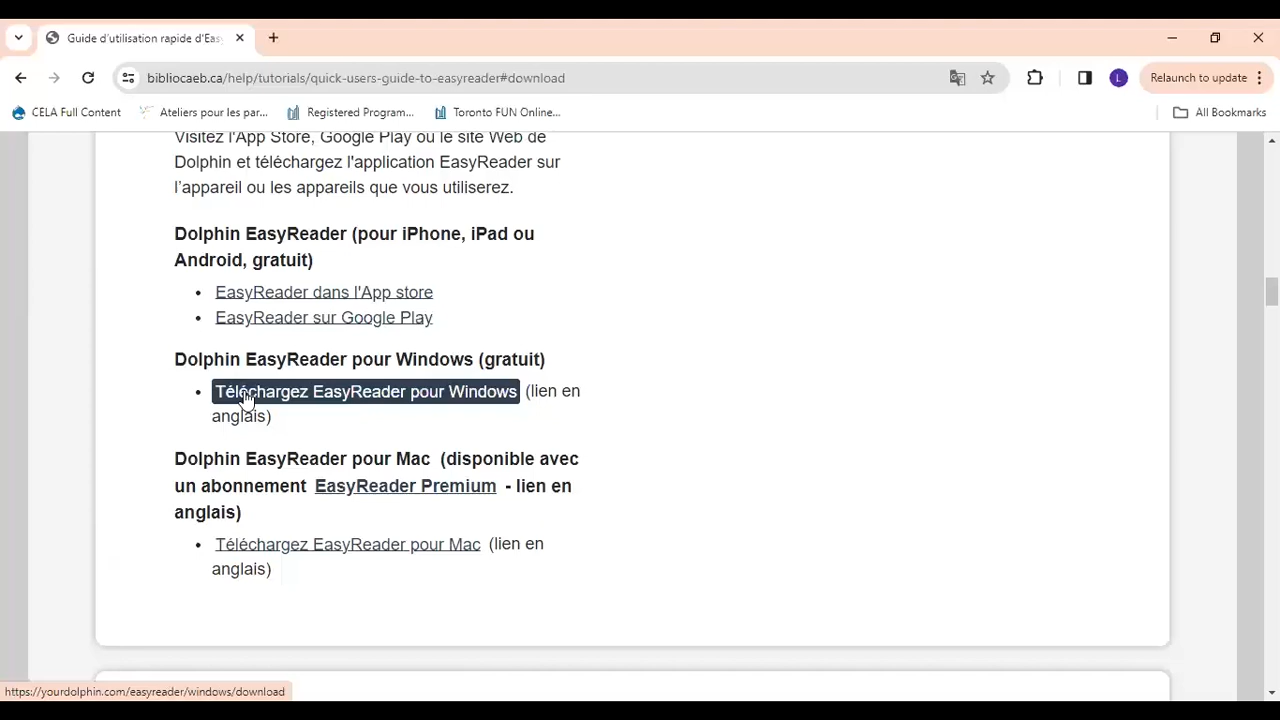 Guide d'utilisation rapide d'Eas
bibliocaeb.ca/help/tutorials/quick-users-guide-to-easyreader#download
L
Relaunch to update
CELA Full Content
Ateliers pour les par...
Registered Program...
Toronto FUN Online...
All Bookmarks
Visitez l'App Store, Google Play ou le site Web de
Dolphin et téléchargez l'application EasyReader sur
l’appareil ou les appareils que vous utiliserez.
Dolphin EasyReader (pour iPhone, iPad ou
Android, gratuit)
• EasyReader dans l'App store
• EasyReader sur Google Play
Dolphin EasyReader pour Windows (gratuit)
• Téléchargez EasyReader pour Windows (lien en
anglais)
Dolphin EasyReader pour Mac (disponible avec
un abonnement EasyReader Premium - lien en
anglais)
• Téléchargez EasyReader pour Mac (lien en
anglais)
https://yourdolphin.com/easyreader/windows/download